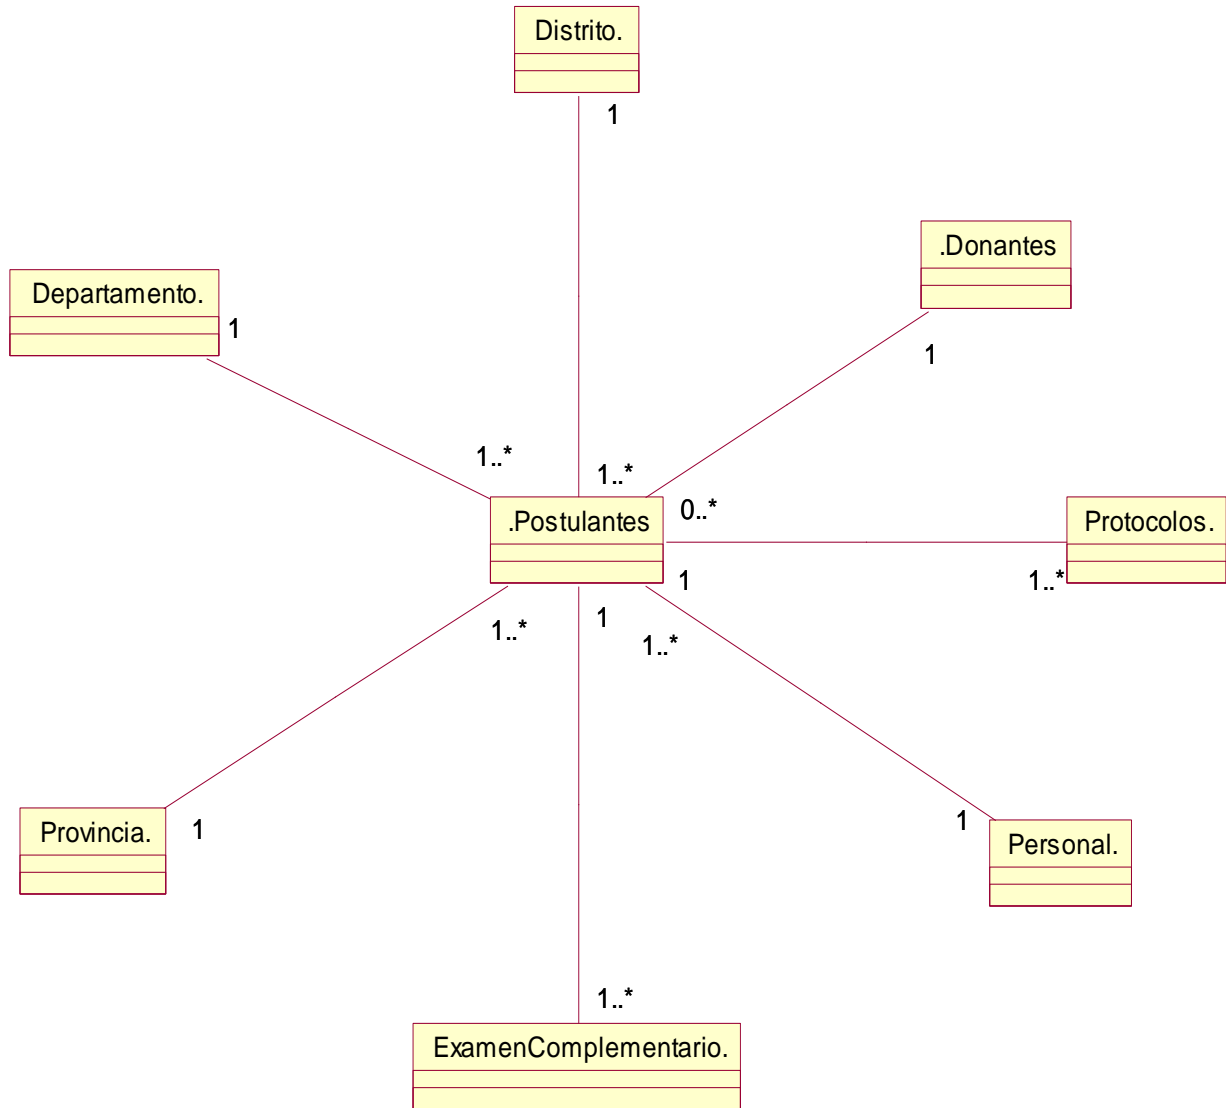 Distrito.
1
.Donantes
Departamento.
1
1
1..*
1..*
.Postulantes
0..*
Protocolos.
1
1..*
1..*
1
1..*
Provincia.
1
1
Personal.
1..*
ExamenComplementario.